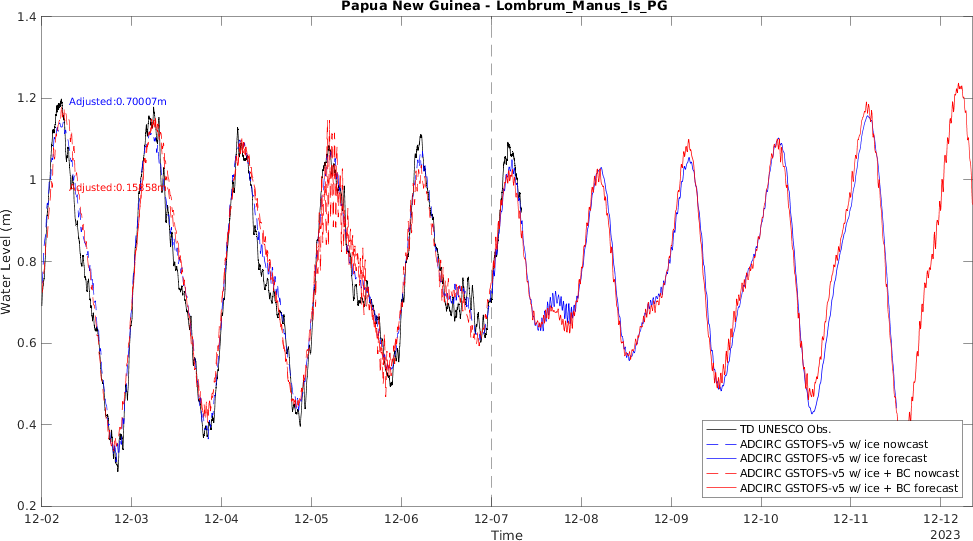 Papua New Guinea - Lombrum_Manus_Is_PG
1.4
1.2
1
0.8
0.6
0.4
0.2
Water Level (m)
Adjusted:0.70007m
Adjusted:0.15858m
TD UNESCO Obs.
ADCIRC GSTOFS-v5 w/ ice nowcast
ADCIRC GSTOFS-v5 w/ ice forecast
ADCIRC GSTOFS-v5 w/ ice + BC nowcast
ADCIRC GSTOFS-v5 w/ ice + BC forecast
12-02 12-03 12-04 12-05 12-06 12-07 12-08 12-09 12-10 12-11 12-12
Time
2023